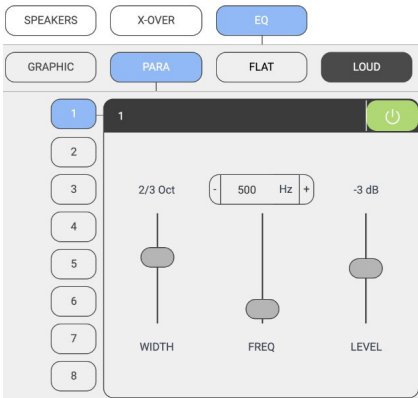 SPEAKERS X-OVER EQ
GRAPHIC PARA FLAT LOUD
1 1
2
3 2/3 Oct - 500 Hz + -3 dB
4
5
6
7 WIDTH FREQ LEVEL
8